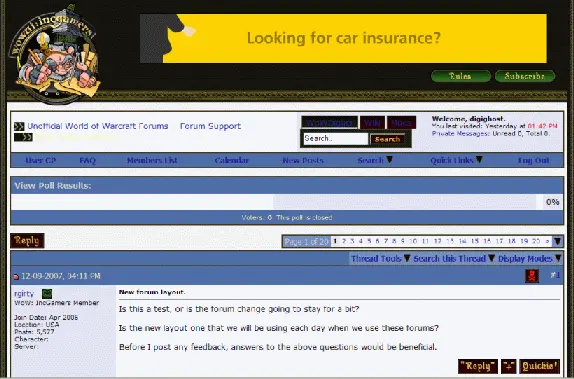 wow.incgamers
Looking for car insurance?
Rules Subscribe
Unofficial World of Warcraft Forums Forum Support
Wiki More
Search.. Search
Welcome, digighost.
You last visited: Yesterday at 01:42 PM
Private Messages: Unread 0, Total 8.
User CP FAQ Members List Calendar New Posts Search Quick Links Log Out
View Poll Results:
0%
Voters: 0 This poll is closed
Reply
Page 1 of 29 1 2 3 4 5 6 7 8 9 10 11 12 13 14 15 16 17 18 19 20 »
Thread Tools Search this Thread Display Modes
12-09-2007, 04:11 PM #1
rgirty
WoW: IncGamers Member
Join Date: Apr 2006
Location: USA
Posts: 5,577
Character:
Server:
New forum layout.
Is this a test, or is the forum change going to stay for a bit?
Is the new layout one that we will be using each day when we use these forums?
Before I post any feedback, answers to the above questions would be beneficial.
"Reply" "+" Quickie!